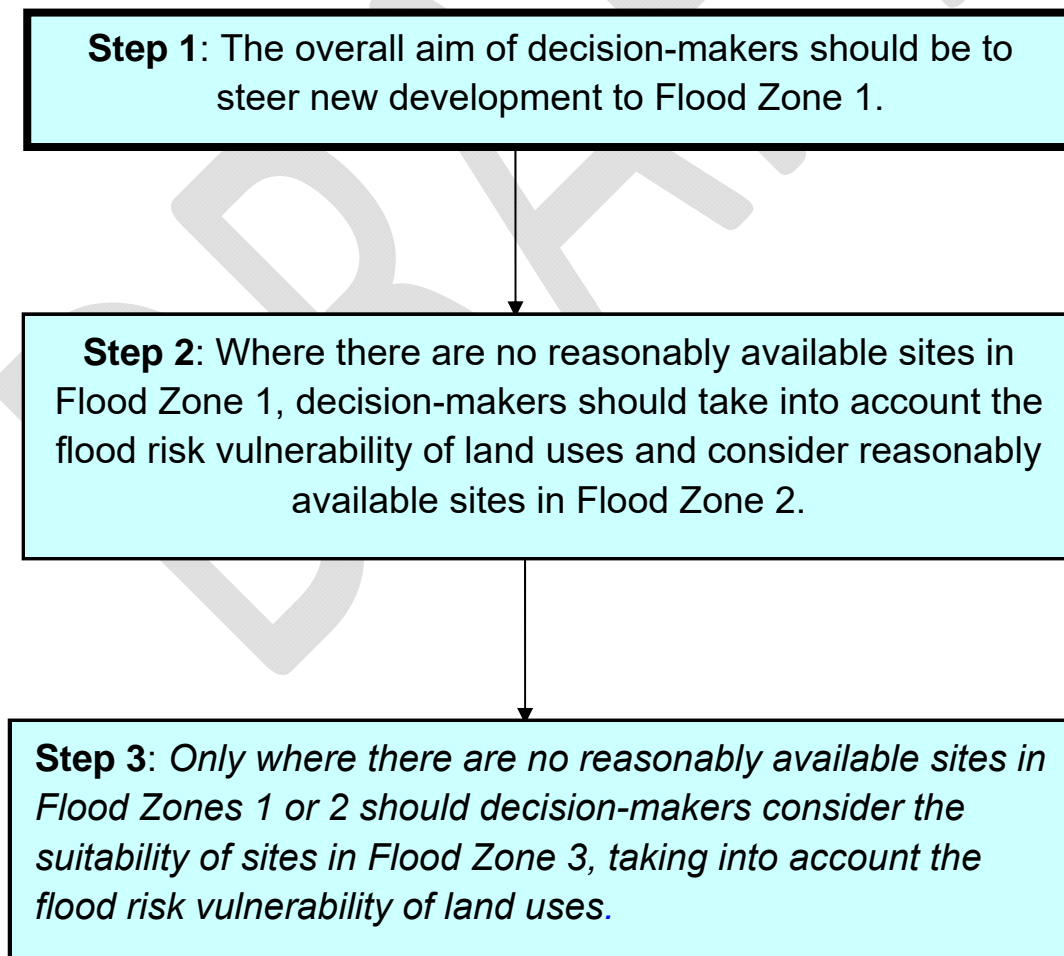 Step 1: The overall aim of decision-makers should be to
steer new development to Flood Zone 1.
Step 2: Where there are no reasonably available sites in
Flood Zone 1, decision-makers should take into account the
flood risk vulnerability of land uses and consider reasonably
available sites in Flood Zone 2.
Step 3: Only where there are no reasonably available sites in
Flood Zones 1 or 2 should decision-makers consider the
suitability of sites in Flood Zone 3, taking into account the
flood risk vulnerability of land uses.